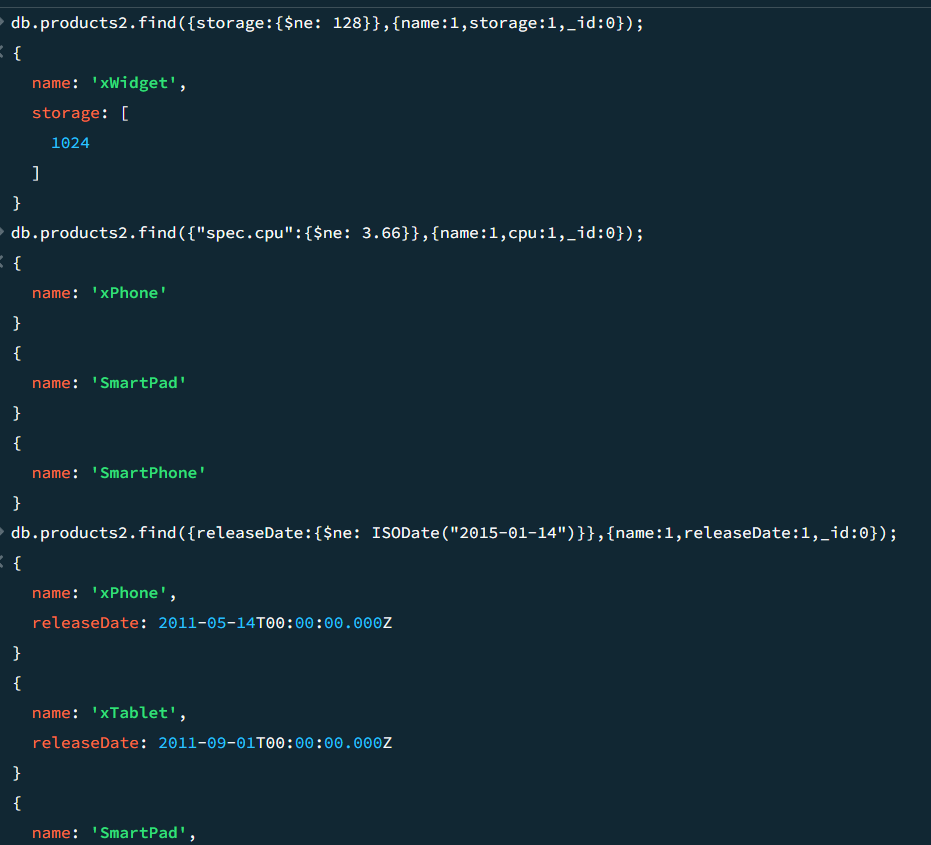 db.products2.find({storage:{$ne: 128}},{name:1,storage:1,_id:0});
{
name: 'xWidget',
storage: [
1024
]
}
db.products2.find({"spec.cpu":{$ne: 3.66}},{name:1,cpu:1,_id:0});
{
name: 'xPhone'
}
{
name: 'SmartPad'
}
{
name: 'SmartPhone'
}
db.products2.find({releaseDate:{$ne: ISODate("2015-01-14")}},{name:1,releaseDate:1,_id:0});
{
name: 'xPhone',
releaseDate: 2011-05-14T00:00:00.000Z
}
{
name: 'xTablet',
releaseDate: 2011-09-01T00:00:00.000Z
}
{
name: 'SmartPad',